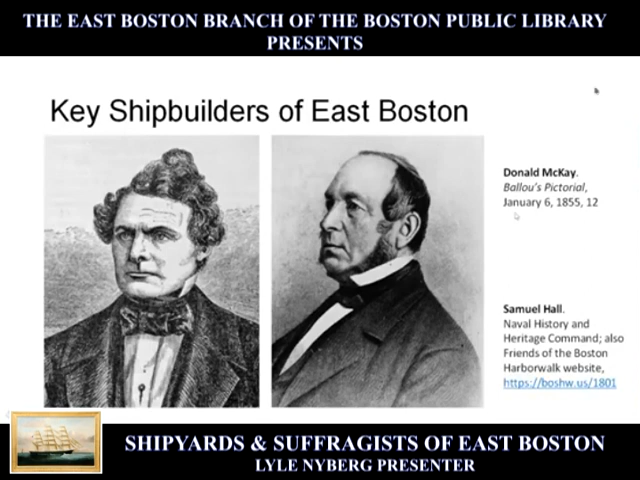 THE EAST BOSTON BRANCH OF THE BOSTON PUBLIC LIBRARY
PRESENTS
Key Shipbuilders of East Boston
Donald McKay.
Ballou's Pictorial,
January 6, 1855, 12
Samuel Hall.
Naval History and
Heritage Command; also
Friends of the Boston
Harborwalk website,
https://boshw.us/1801
SHIPYARDS & SUFFRAGISTS OF EAST BOSTON
LYLE NYBERG PRESENTER